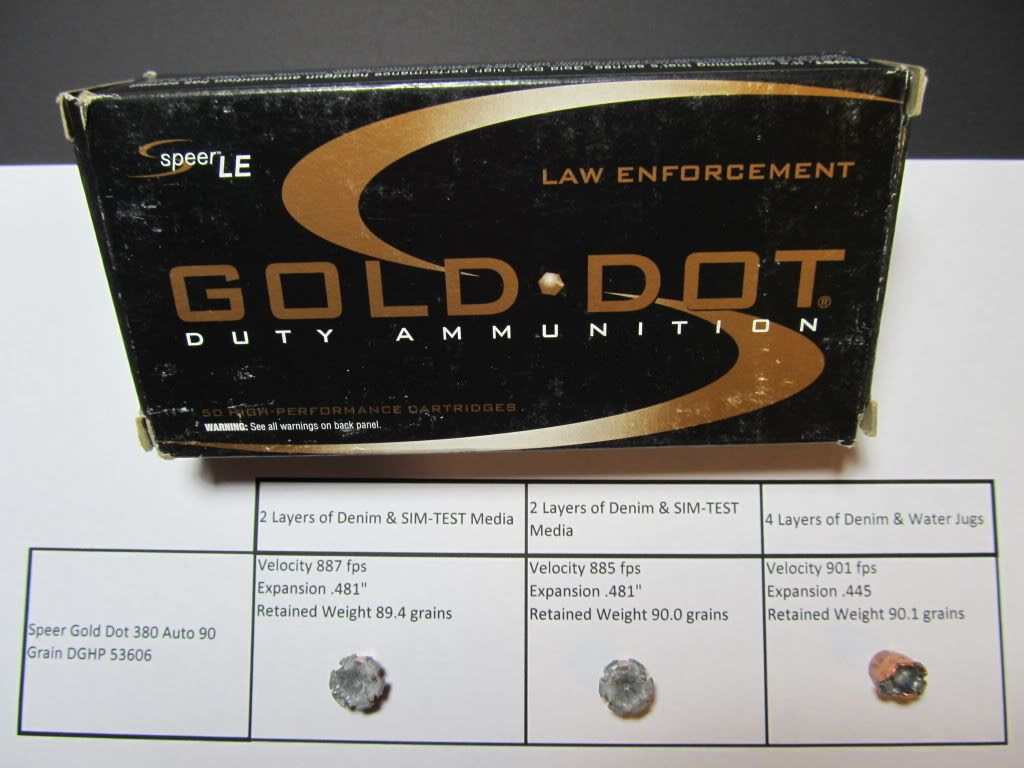 speer™ LE
LAW ENFORCEMENT
GOLD DOT®
DUTY AMMUNITION
50 HIGH-PERFORMANCE CARTRIDGES
WARNING: See all warnings on back panel.
2 Layers of Denim & SIM-TEST Media
2 Layers of Denim & SIM-TEST
Media
4 Layers of Denim & Water Jugs
Speer Gold Dot 380 Auto 90
Grain DGHP 53606
Velocity 887 fps
Expansion .481"
Retained Weight 89.4 grains
Velocity 885 fps
Expansion .481"
Retained Weight 90.0 grains
Velocity 901 fps
Expansion .445
Retained Weight 90.1 grains